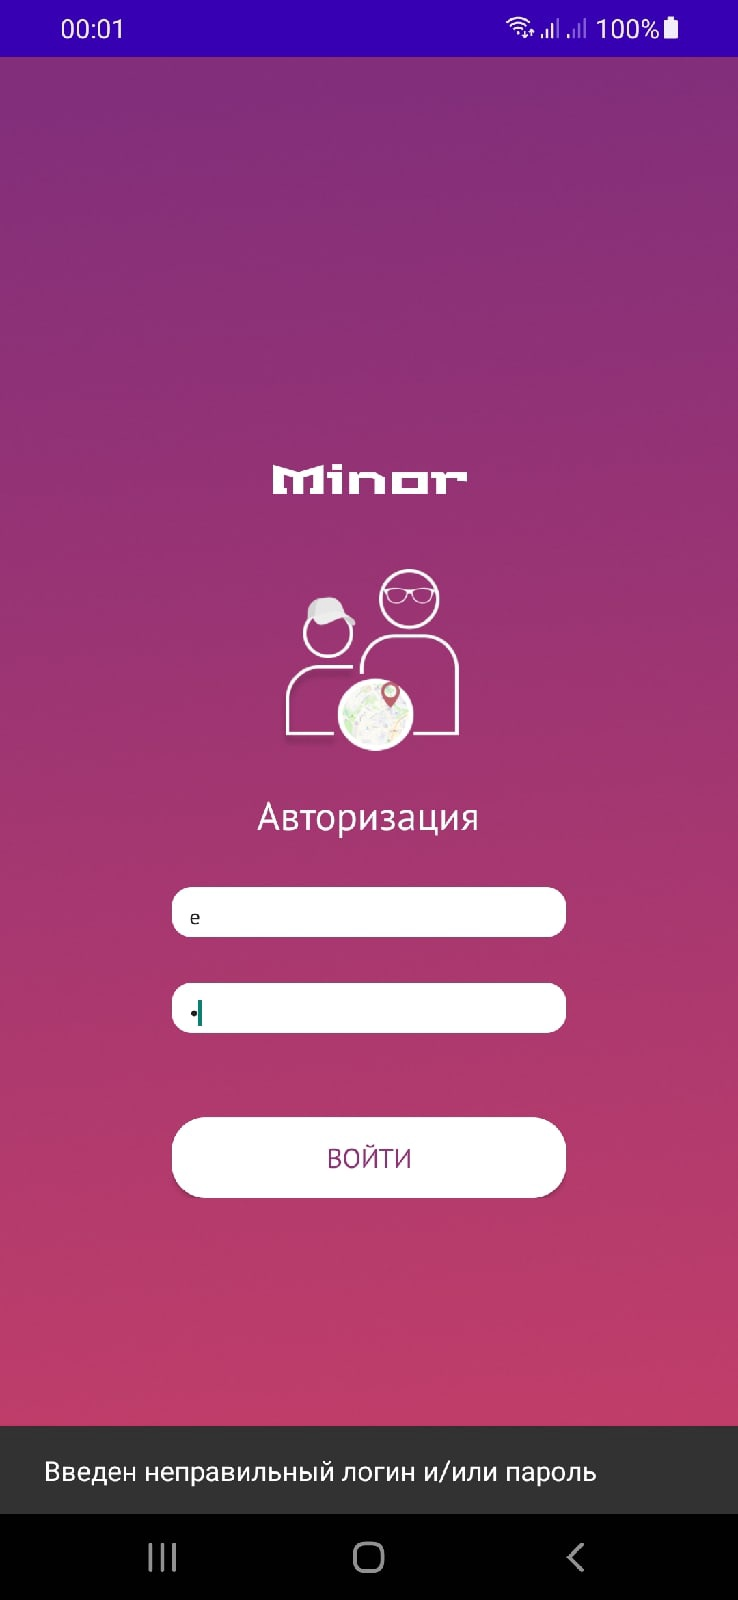 00:01 100%
Minor
Авторизация
е
ВОЙТИ
Введен неправильный логин и/или пароль